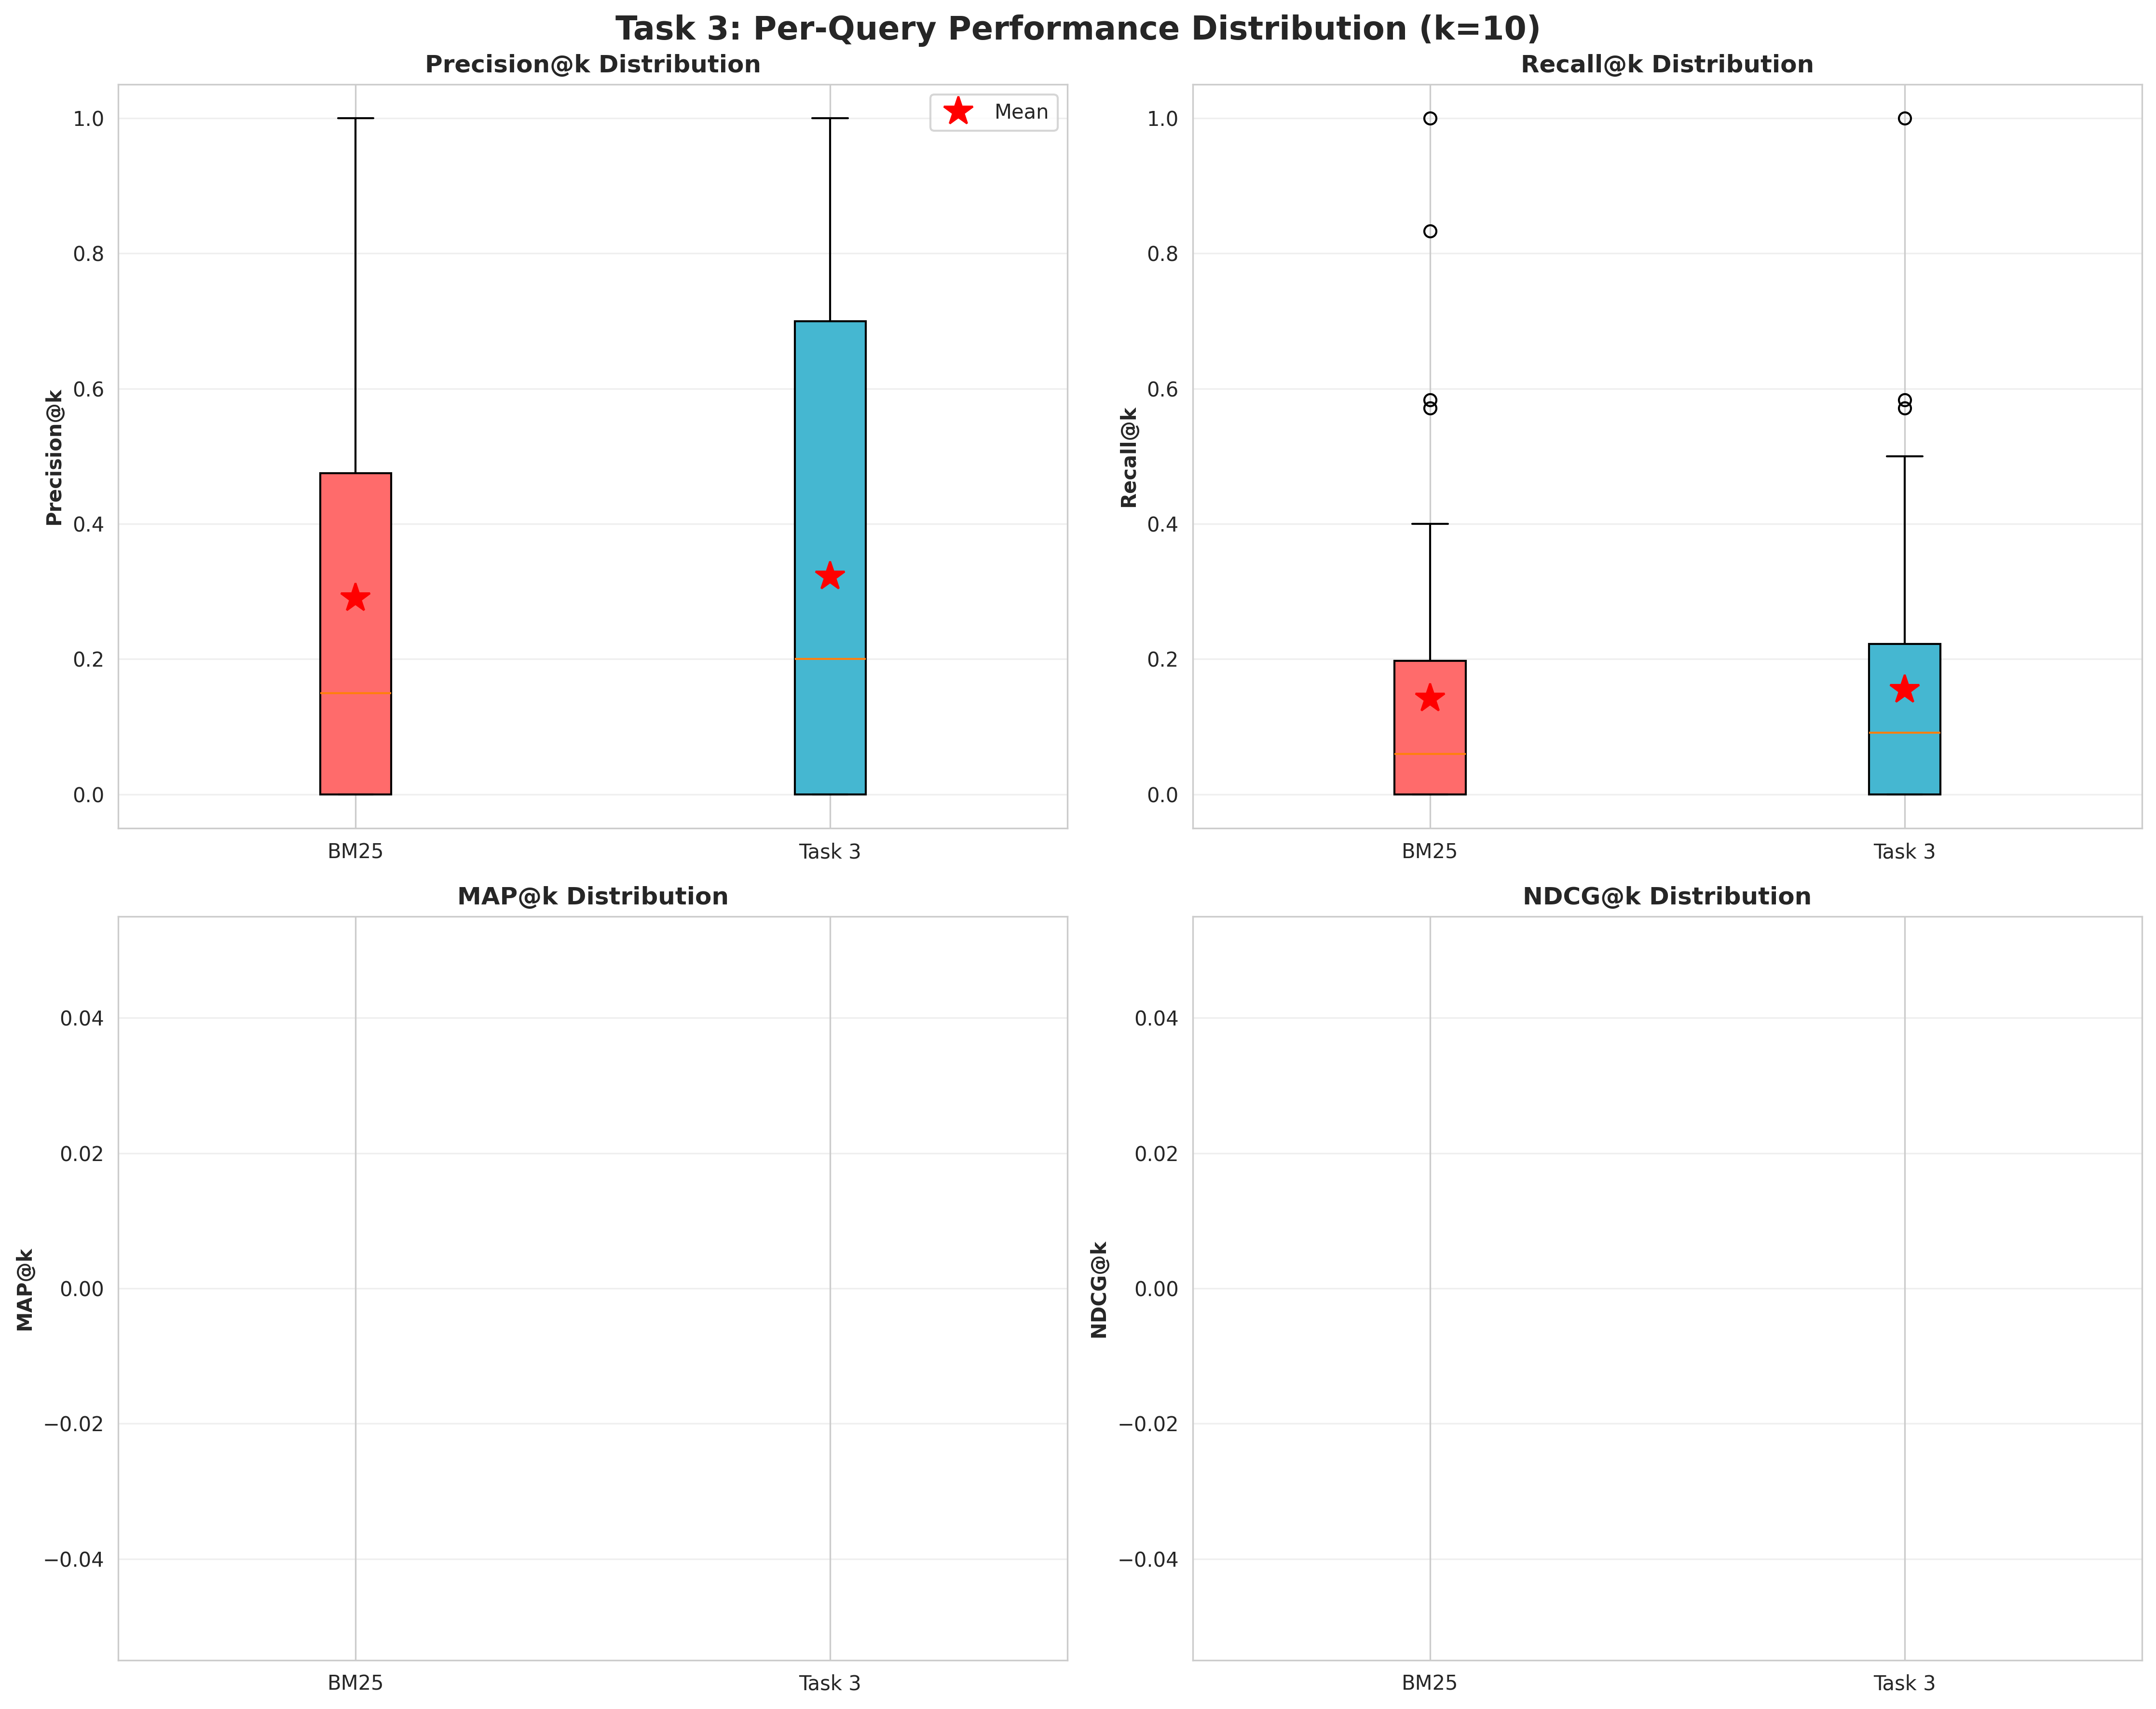 Task 3: Per-Query Performance Distribution (k=10)
Precision@k Distribution
Mean
Precision@k
1.0
0.8
0.6
0.4
0.2
0.0
BM25
Task 3
Recall@k Distribution
Recall@k
1.0
0.8
0.6
0.4
0.2
0.0
BM25
Task 3
MAP@k Distribution
MAP@k
0.04
0.02
0.00
−0.02
−0.04
BM25
Task 3
NDCG@k Distribution
NDCG@k
0.04
0.02
0.00
−0.02
−0.04
BM25
Task 3